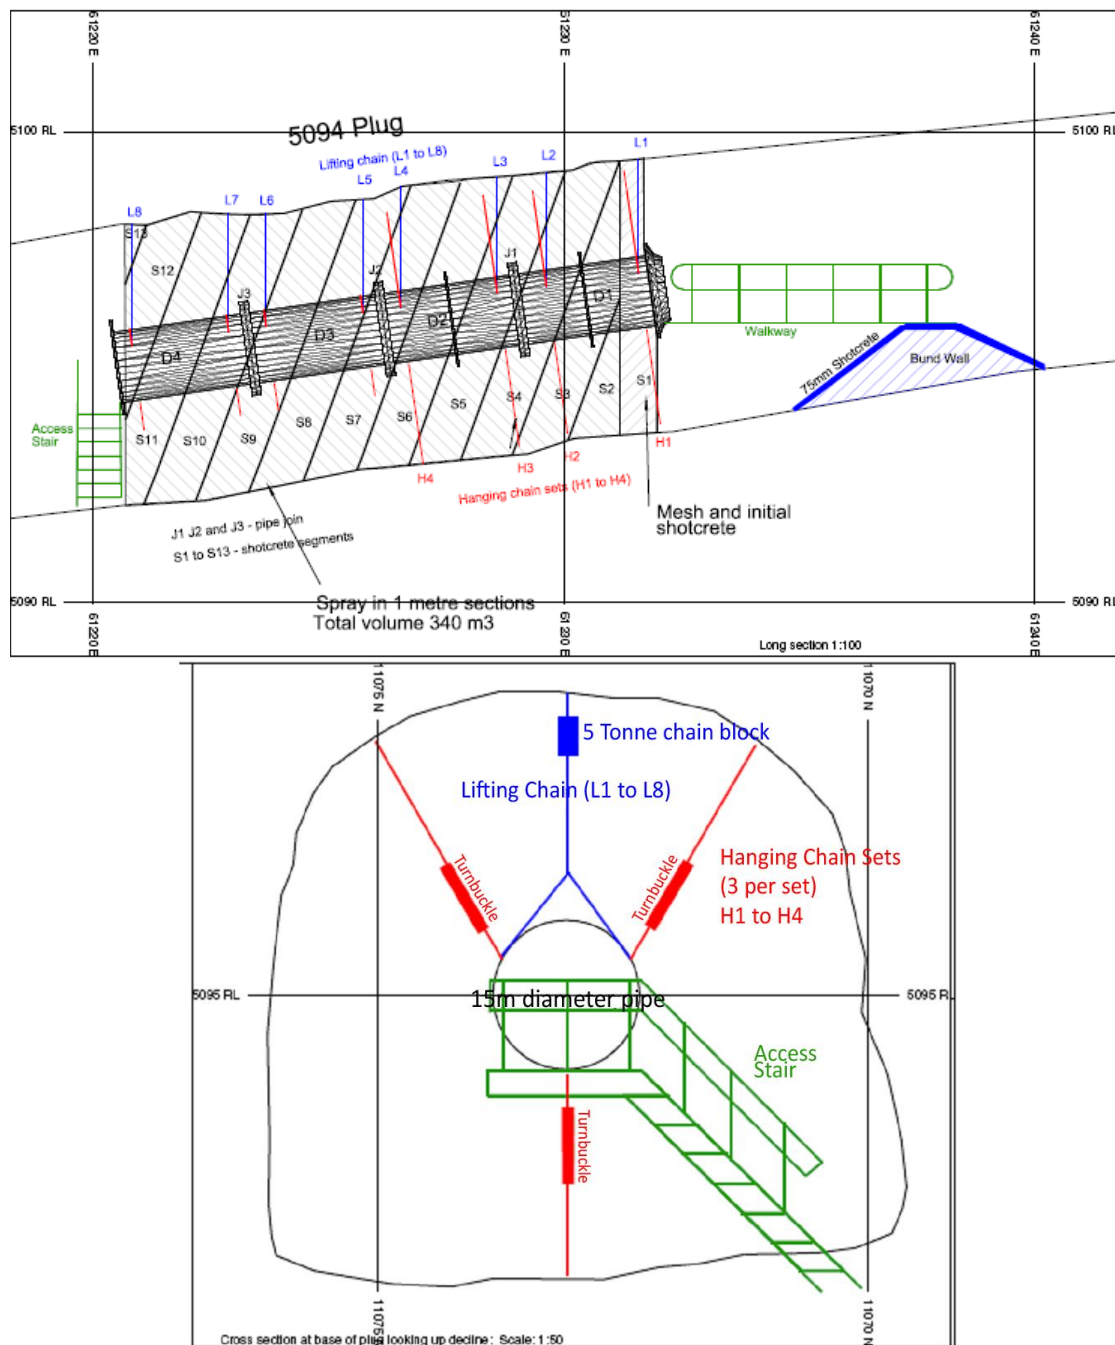 61220 E
61230 E
61240 E
5100 RL
5100 RL
5094 Plug
Lifting chain (L1 to L8)
L1
L2
L3
L4
L5
L6
L7
L8
S13
S12
J1
J2
J3
D1
D2
D3
D4
Walkway
75mm Shotcrete
Bund Wall
Access
Stair
S11
S10
S9
S8
S7
S6
S5
S4
S3
S2
S1
H4
H3
H2
H1
Hanging chain sets (H1 to H4)
Mesh and initial
shotcrete
J1 J2 and J3 - pipe join
S1 to S13 - shotcrete segments
Spray in 1 metre sections
Total volume 340 m3
5090 RL
5090 RL
61220 E
61230 E
61240 E
Long section 1:100
11075 N
11070 N
5 Tonne chain block
Lifting Chain (L1 to L8)
Turnbuckle
Turnbuckle
Hanging Chain Sets
(3 per set)
H1 to H4
5095 RL
15m diameter pipe
5095 RL
Access
Stair
Turnbuckle
11075 N
11070 N
Cross section at base of plug looking up decline: Scale: 1:50